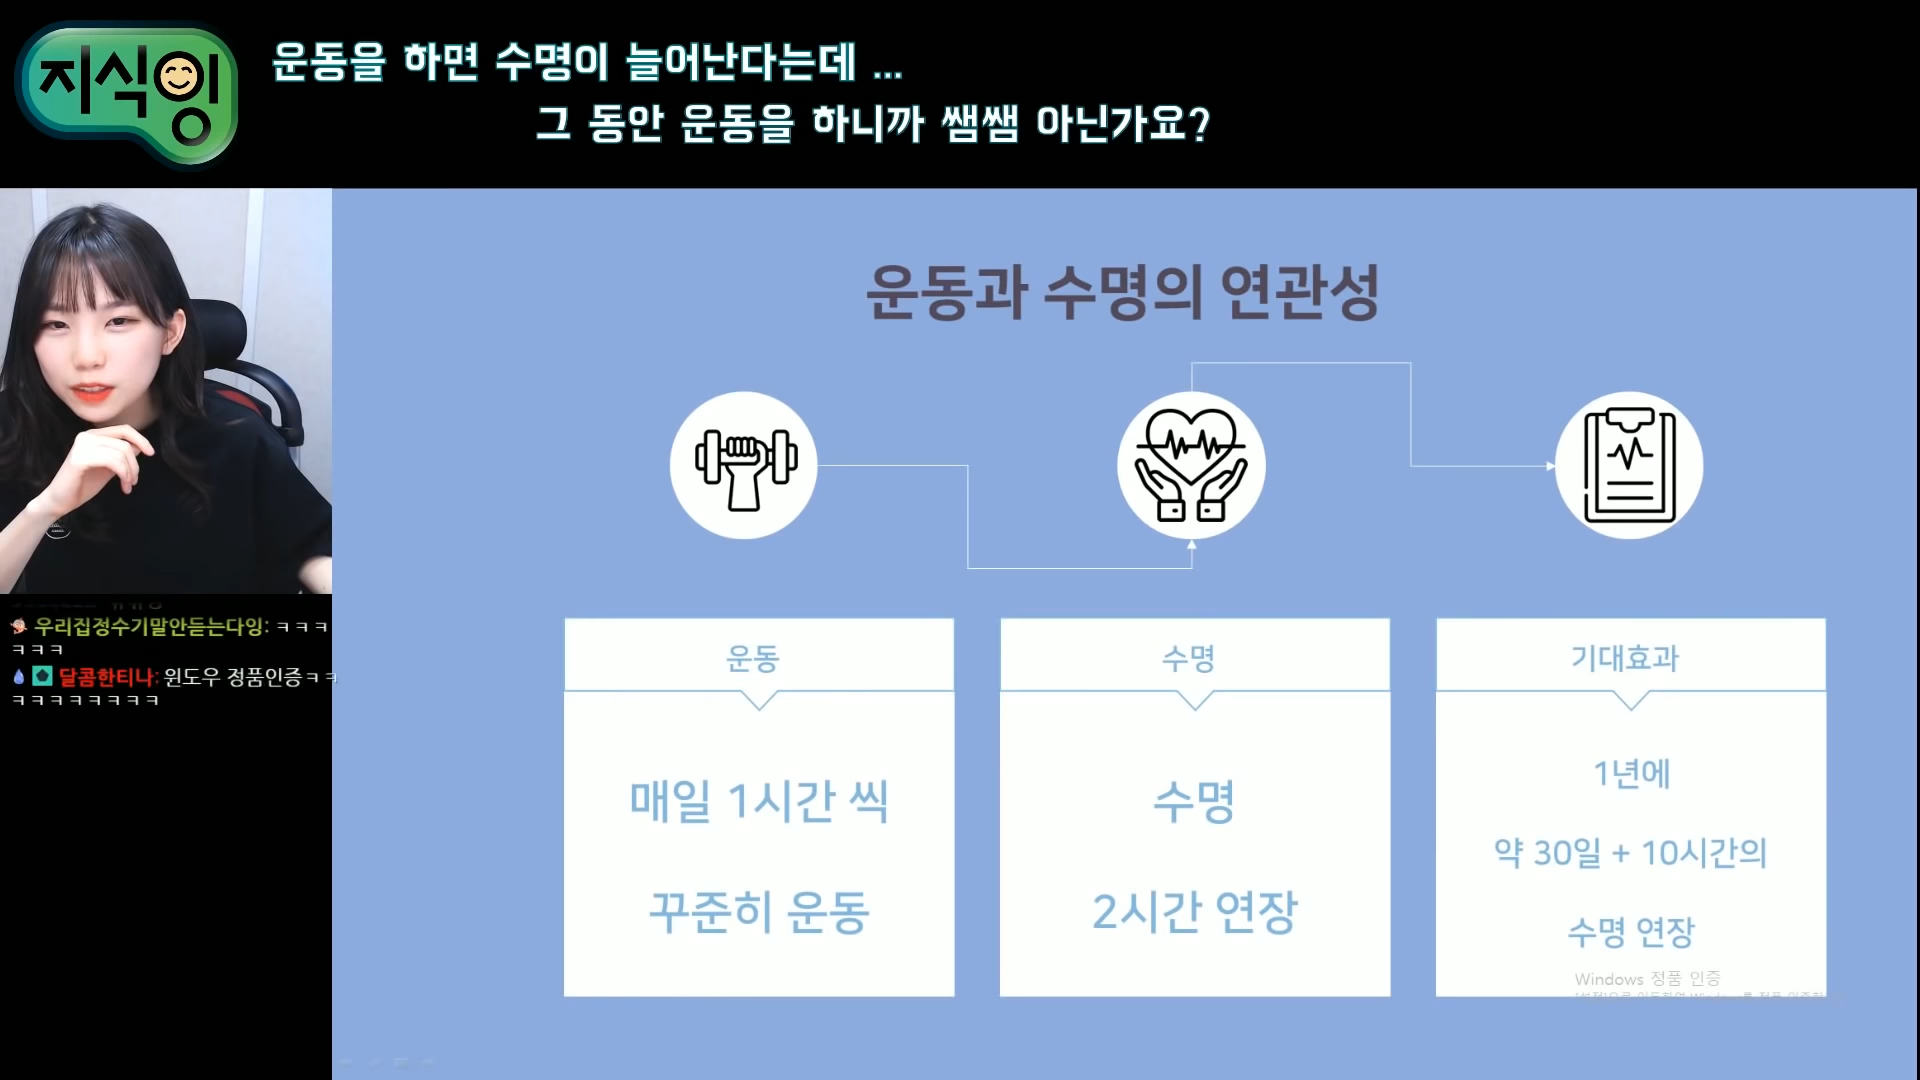 지식잉
운동을 하면 수명이 늘어난다는데 ...
그 동안 운동을 하니까 쌤쌤 아닌가요?
운동과 수명의 연관성
우리집정수기말안듣는다잉: ㅋㅋㅋ
ㅋㅋㅋ
달콤한티나: 윈도우 정품인증ㅋㅋ
ㅋㅋㅋㅋㅋㅋㅋㅋ
운동
매일 1시간 씩
꾸준히 운동
수명
수명
2시간 연장
기대효과
1년에
약 30일 + 10시간의
수명 연장
Windows 정품 인증